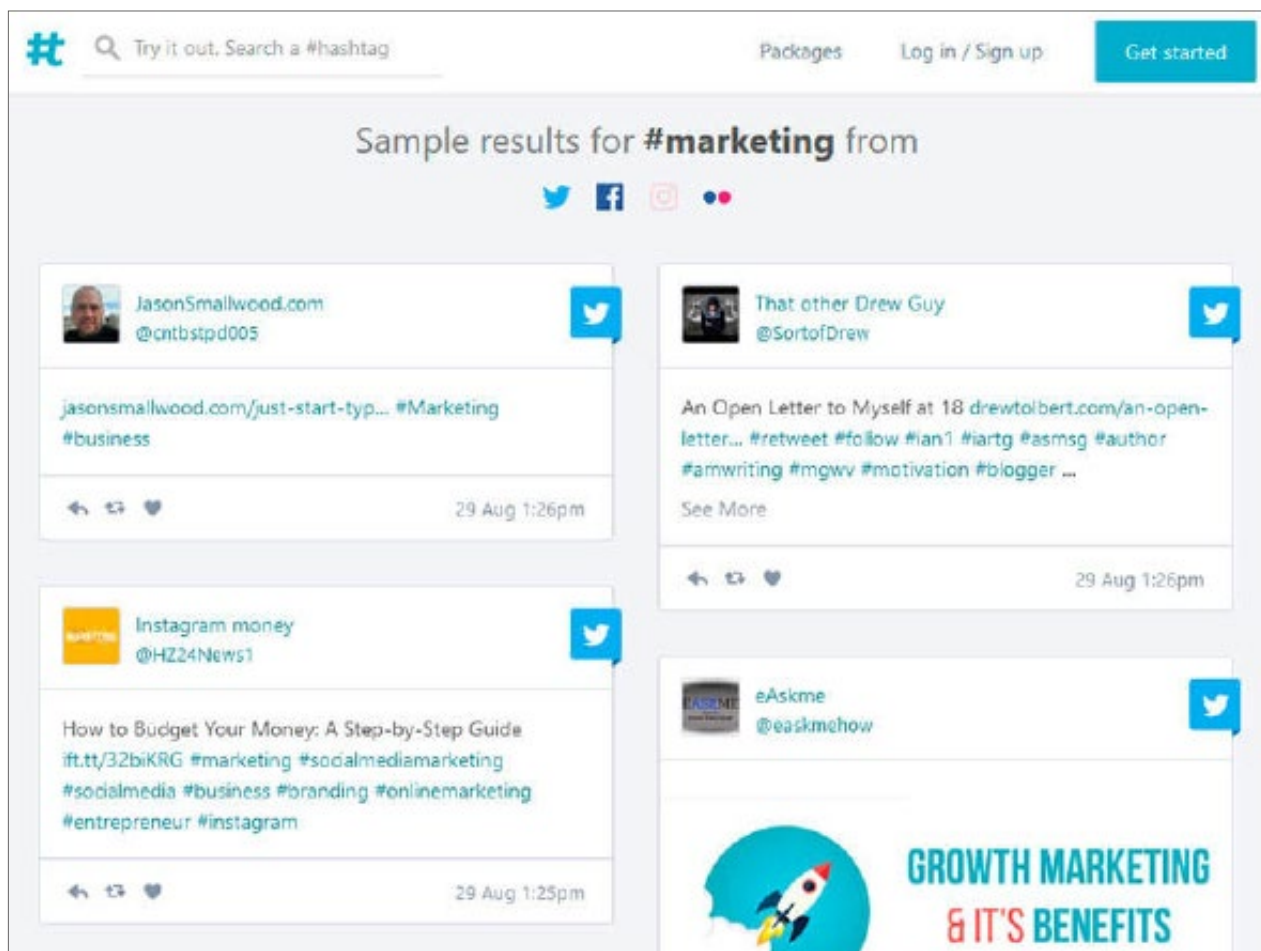 #t
Try it out. Search a #hashtag
Packages
Log in / Sign up
Get started
Sample results for #marketing from
JasonSmallwood.com
@cntbstpd005
jasonsmallwood.com/just-start-typ... #Marketing
#business
29 Aug 1:26pm
Instagram money
@HZ24News1
How to Budget Your Money: A Step-by-Step Guide
ift.tt/32biKRG #marketing #socialmediamarketing
#socialmedia #business #branding #onlinemarketing
#entrepreneur #instagram
29 Aug 1:25pm
That other Drew Guy
@SortofDrew
An Open Letter to Myself at 18 drewtolbert.com/an-open-
letter... #retweet #follow #ian1 #iartg #asmsg #author
#amwriting #mgwv #motivation #blogger ...
See More
29 Aug 1:26pm
eAskme
@easkmehow
EASKME
GROWTH MARKETING
& IT'S BENEFITS